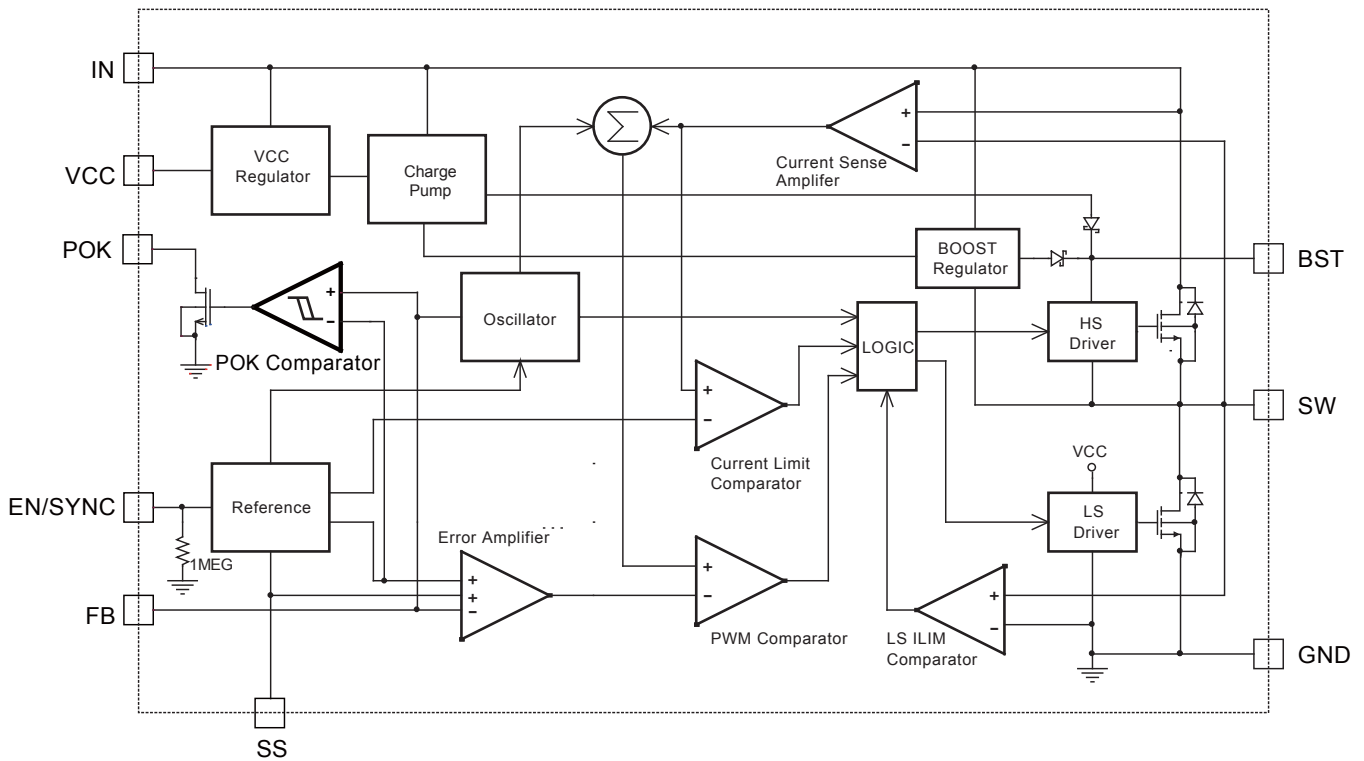 IN
VCC
POK
EN/SYNC
FB
SS
BST
SW
GND
VCC
Regulator
Charge
Pump
Σ
+
−
Current Sense
Amplifer
BOOST
Regulator
+
−
POK Comparator
Oscillator
LOGIC
HS
Driver
+
−
Current Limit
Comparator
VCC
LS
Driver
Reference
1MEG
Error Amplifier
+
+
−
+
−
PWM Comparator
+
−
LS ILIM
Comparator